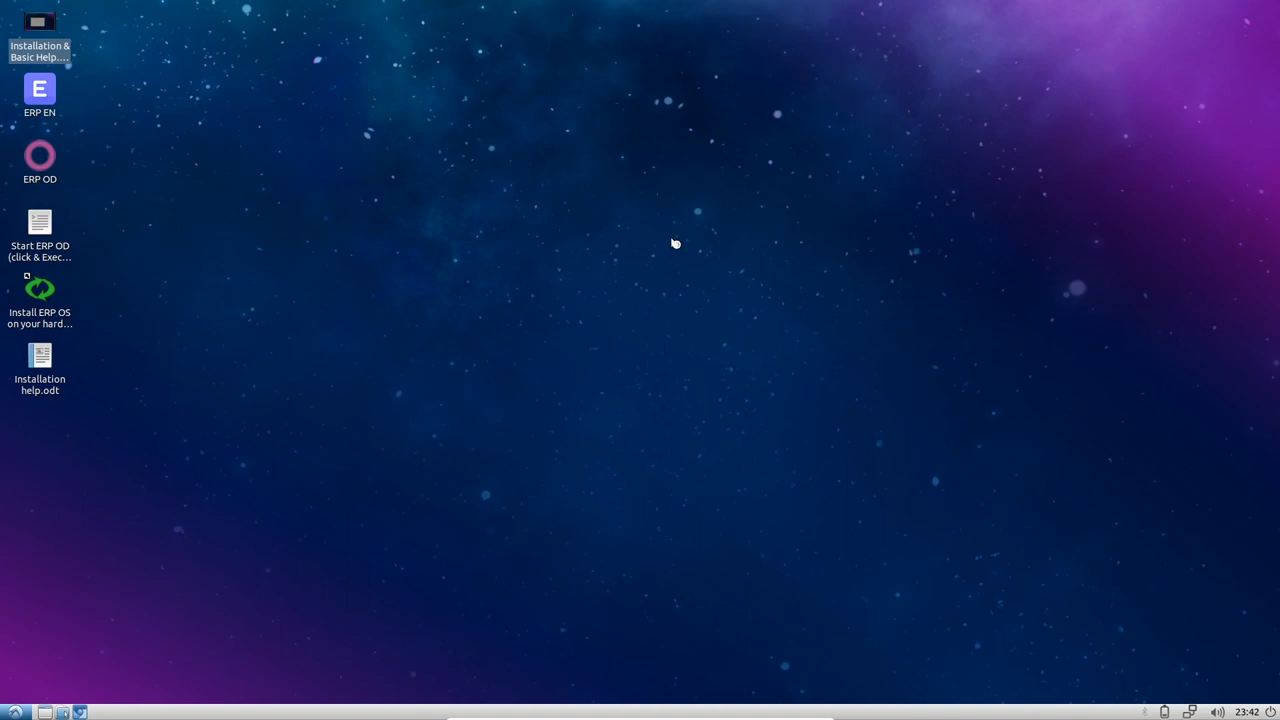 Installation &
Basic Help....
E
ERP EN
ERP OD
Start ERP OD
(click & Exec...
Install ERP OS
on your hard...
Installation
help.odt
23:42